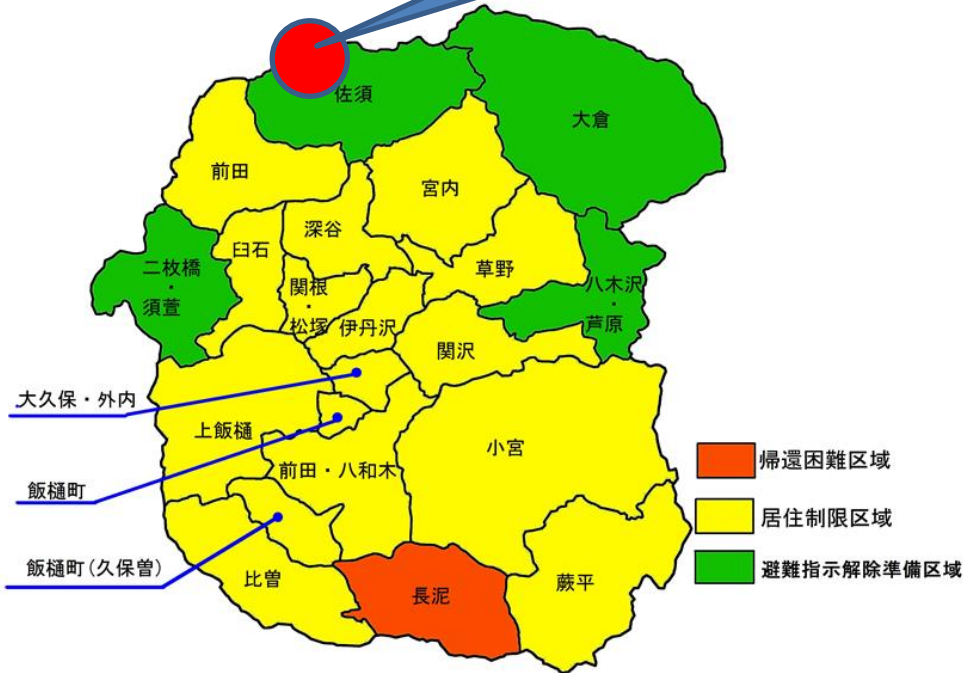 佐須
大倉
前田
宮内
深谷
臼石
草野
二枚橋
・
須萱
関根
・
松塚
伊丹沢
八木沢
・
芦原
関沢
大久保・外内
上飯樋
小宮
前田・八和木
飯樋町
飯樋町(久保曽)
比曽
長泥
蕨平
帰還困難区域
居住制限区域
避難指示解除準備区域